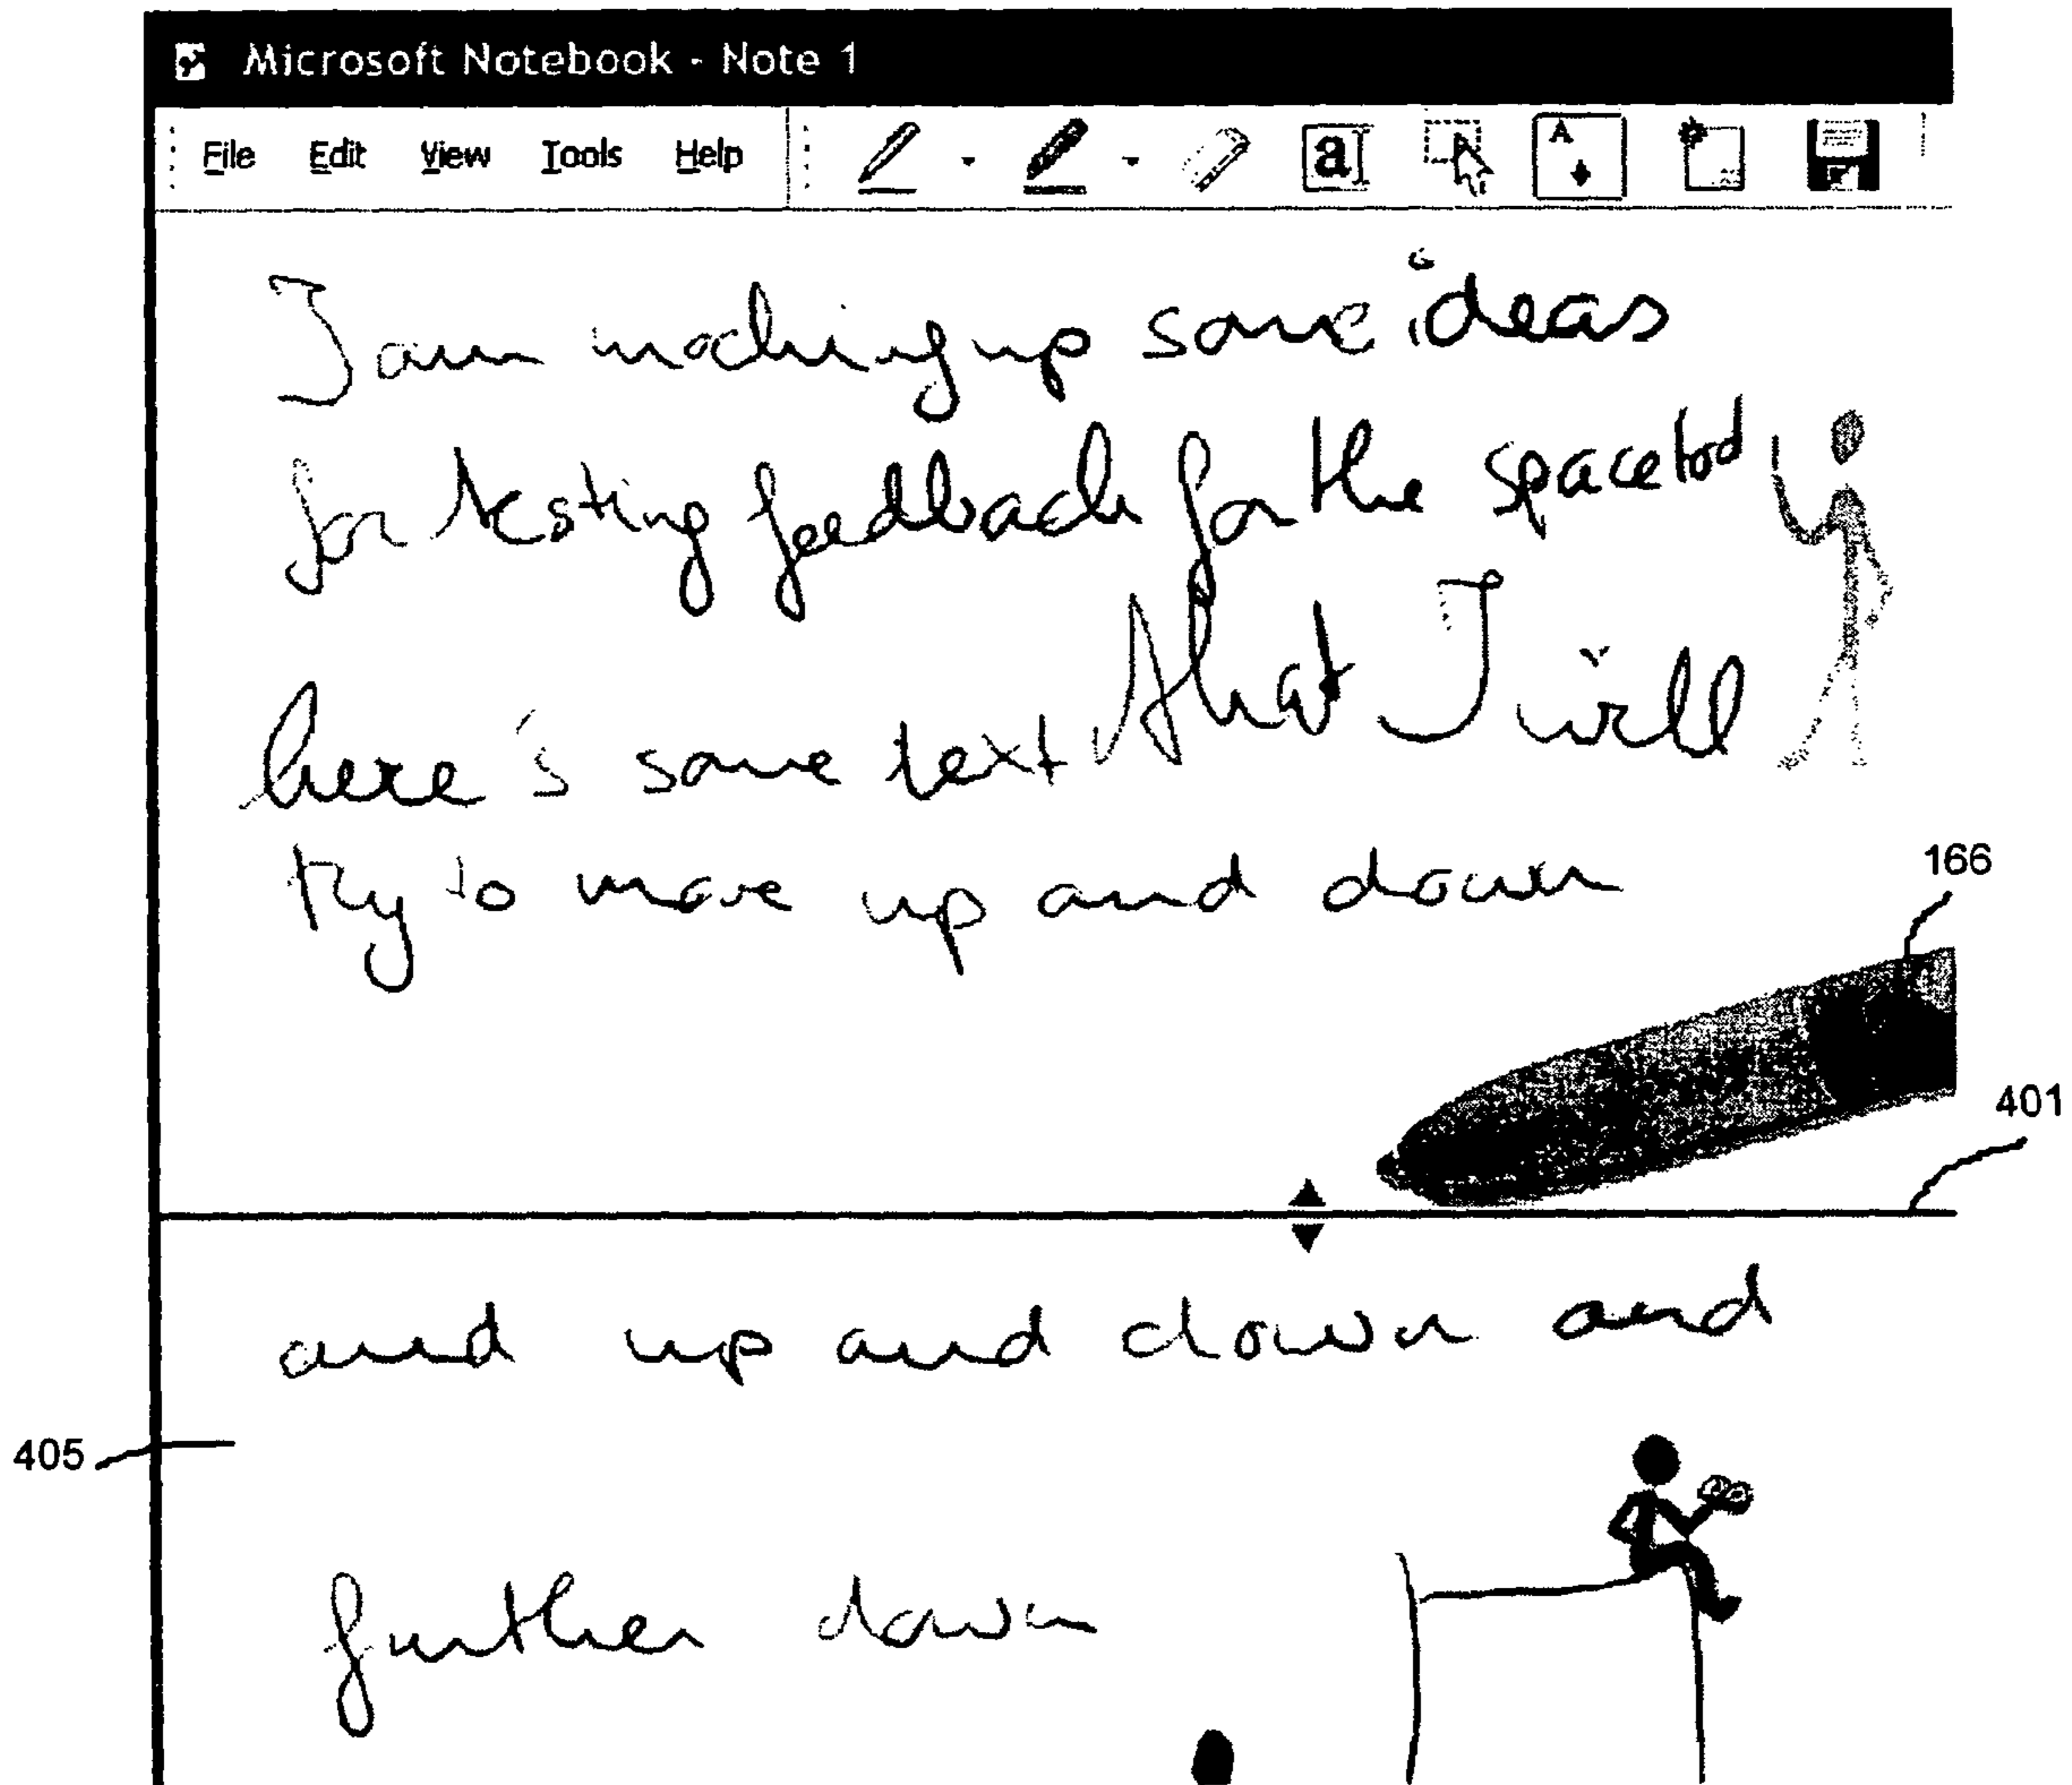 Microsoft Notebook - Note 1
File Edit View Tools Help a A
I am mocking up some ideas
for testing feedback for the spacetool
here's some text that I will
try to move up and down
166
401
and up and down and
405
further down